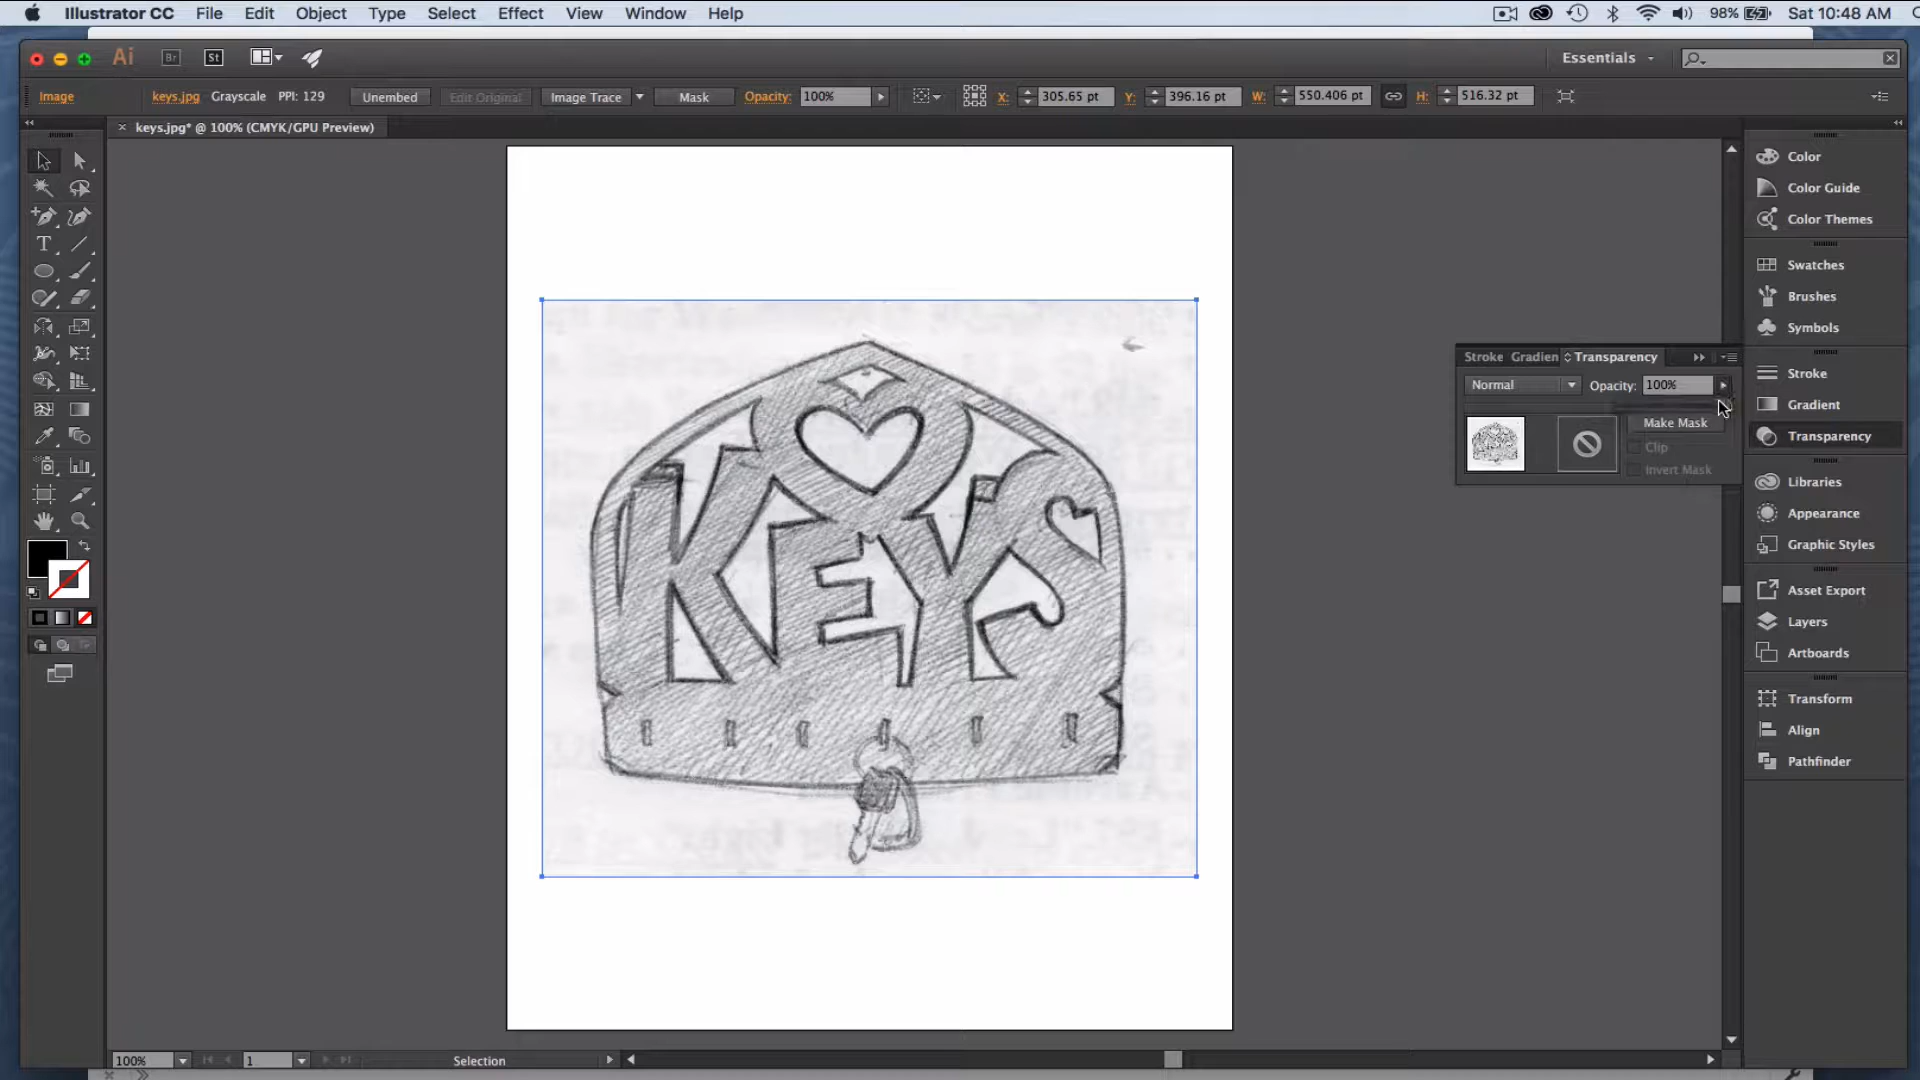 Illustrator CC File Edit Object Type Select Effect View Window Help 98% Sat 10:48 AM
Ai Br St Essentials
Image keys.jpg Grayscale PPI: 129 Unembed Edit Original Image Trace Mask Opacity: 100% X: 305.65 pt Y: 396.16 pt W: 550.406 pt H: 516.32 pt
keys.jpg* @ 100% (CMYK/GPU Preview)
Color
Color Guide
Color Themes
Swatches
Brushes
Symbols
Stroke Gradien Transparency
Normal Opacity: 100%
Make Mask
Clip
Invert Mask
Stroke
Gradient
Transparency
Libraries
Appearance
Graphic Styles
Asset Export
Layers
Artboards
Transform
Align
Pathfinder
KEYS
100% 1 Selection